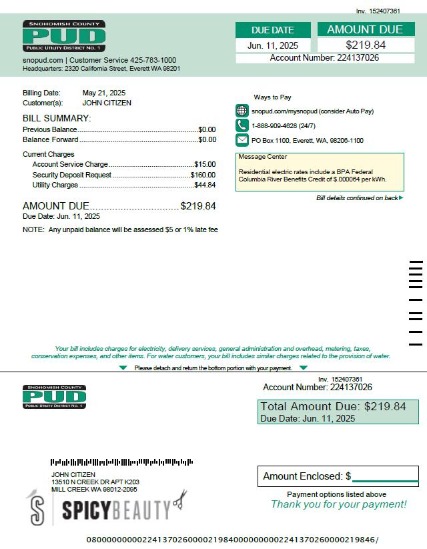 Inv. 152407361
SNOHOMISH COUNTY
PUD
PUBLIC UTILITY DISTRICT NO. 1
snopud.com | Customer Service 425-783-1000
Headquarters: 2320 California Street, Everett WA 98201
DUE DATE
AMOUNT DUE
Jun. 11, 2025
$219.84
Account Number: 224137026
Billing Date: May 21, 2025
Customer(s): JOHN CITIZEN
BILL SUMMARY:
Previous Balance $0.00
Balance Forward $0.00
Current Charges
Account Service Charge $15.00
Security Deposit Request $160.00
Utility Charges $44.84
AMOUNT DUE $219.84
Due Date: Jun. 11, 2025
NOTE: Any unpaid balance will be assessed $5 or 1% late fee
Ways to Pay
snopud.com/mysnopud (consider Auto Pay)
1-888-909-4628 (24/7)
PO Box 1100, Everett, WA, 98206-1100
Message Center
Residential electric rates include a BPA Federal
Columbia River Benefits Credit of $.000064 per kWh.
Bill details continued on back
Your bill includes charges for electricity, delivery services, general administration and overhead, metering, taxes,
conservation expenses, and other items. For water customers, your bill includes similar charges related to the provision of water.
Please detach and return the bottom portion with your payment.
SNOHOMISH COUNTY
PUD
PUBLIC UTILITY DISTRICT NO. 1
Inv. 152407361
Account Number: 224137026
Total Amount Due: $219.84
Due Date: Jun. 11, 2025
JOHN CITIZEN
13510 N CREEK DR APT K203
MILL CREEK WA 98012-2095
Amount Enclosed: $
Payment options listed above
Thank you for your payment!
SPICYBEAUTY